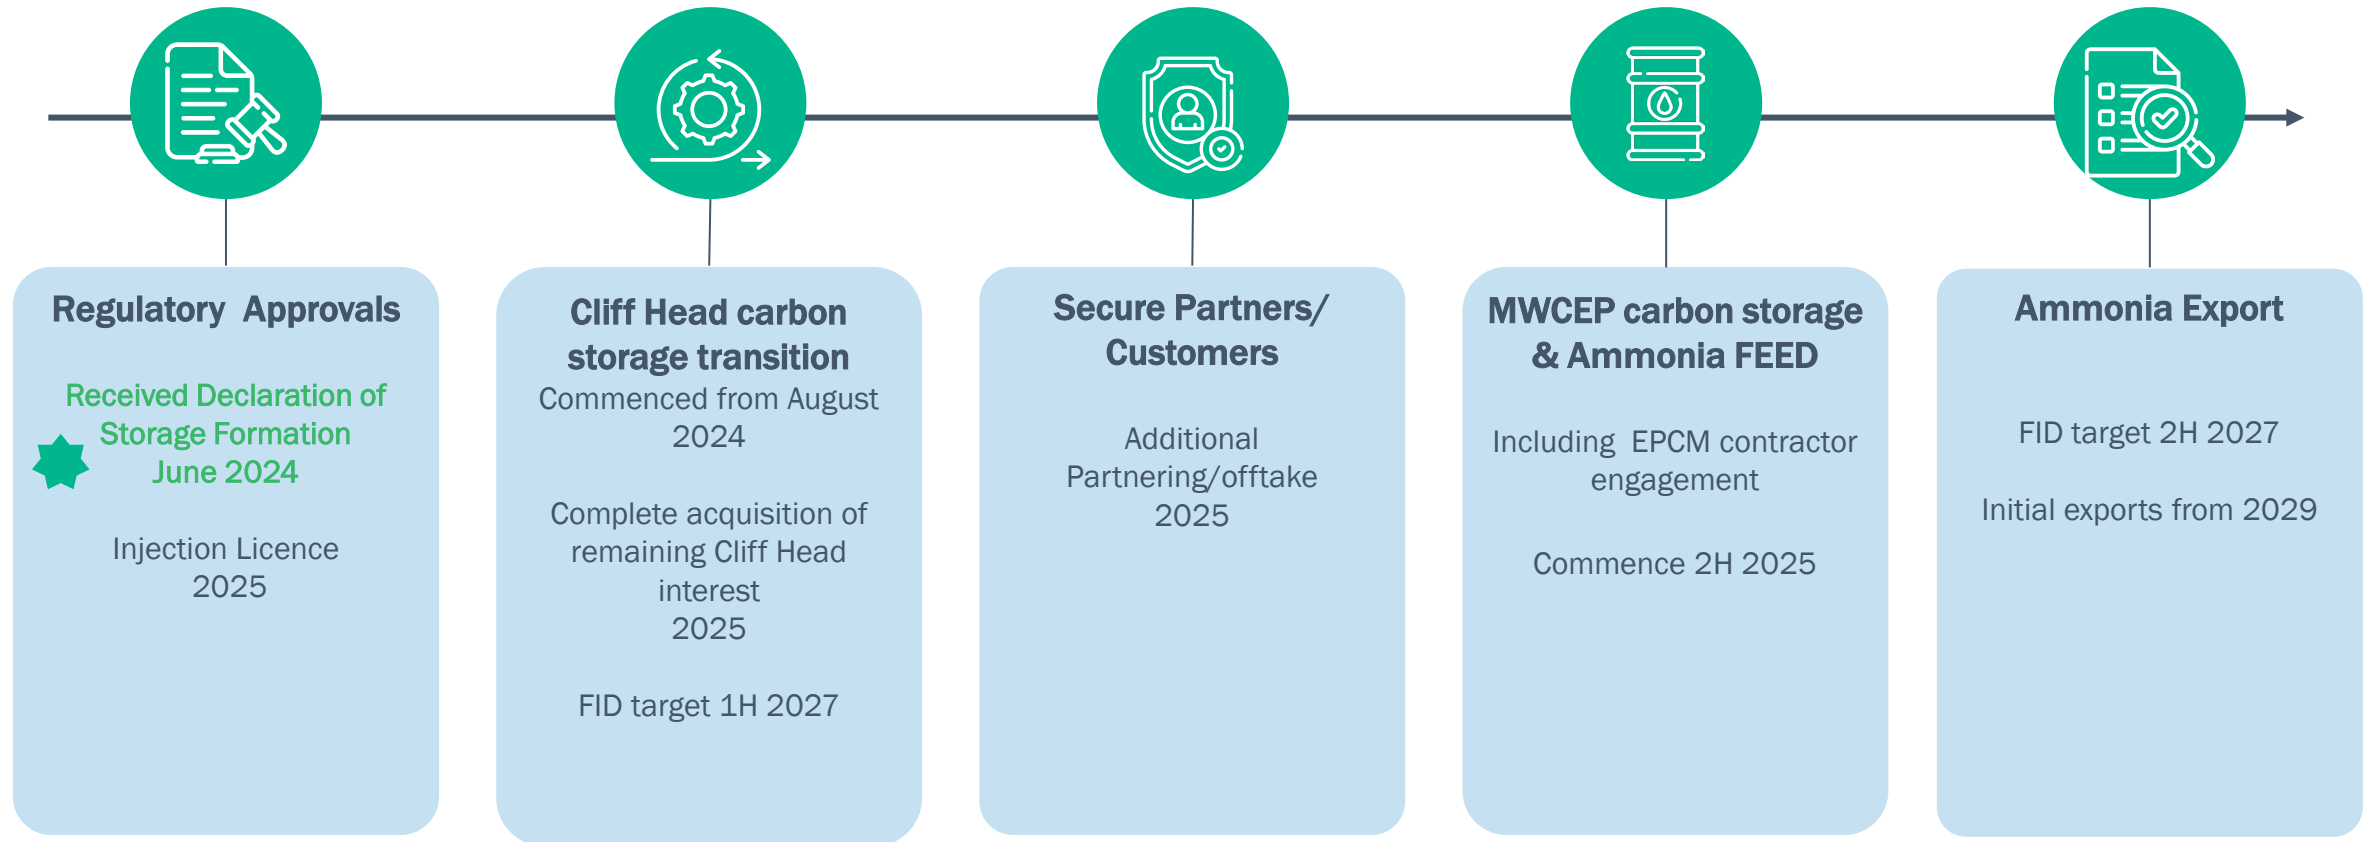 Regulatory  Approvals
Received Declaration of
Storage Formation
June 2024
Injection Licence
2025
Cliff Head carbon
storage transition
Commenced from August
2024
Complete acquisition of
remaining Cliff Head
interest
2025
FID target 1H 2027
Secure Partners/
Customers
Additional
Partnering/offtake
2025
MWCEP carbon storage
& Ammonia FEED
Including  EPCM contractor
engagement
Commence 2H 2025
Ammonia Export
FID target 2H 2027
Initial exports from 2029